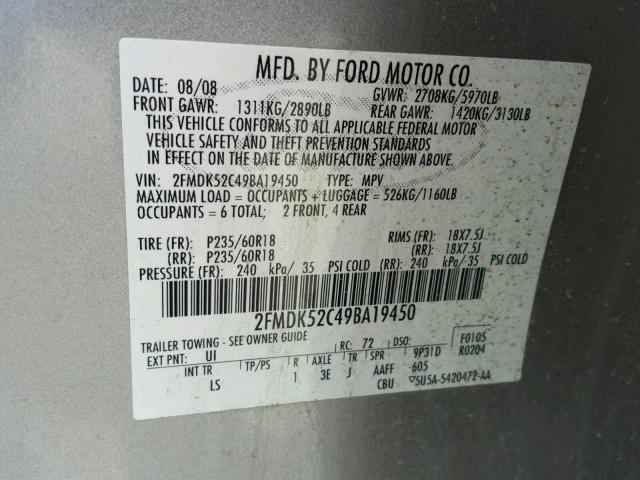 MFD. BY FORD MOTOR CO.
DATE: 08/08 GVWR: 2708KG/5970LB
FRONT GAWR: 1311KG/2890LB REAR GAWR: 1420KG/3130LB
THIS VEHICLE CONFORMS TO ALL APPLICABLE FEDERAL MOTOR
VEHICLE SAFETY AND THEFT PREVENTION STANDARDS
IN EFFECT ON THE DATE OF MANUFACTURE SHOWN ABOVE.
VIN: 2FMDK52C49BA19450 TYPE: MPV
MAXIMUM LOAD = OCCUPANTS + LUGGAGE = 526KG/1160LB
OCCUPANTS = 6 TOTAL; 2 FRONT, 4 REAR
TIRE (FR): P235/60R18 RIMS (FR): 18X7.5J
(RR): P235/60R18 (RR): 18X7.5J
PRESSURE (FR): 240 kPa/ 35 PSI COLD (RR): 240 kPa/ 35 PSI COLD
2FMDK52C49BA19450
TRAILER TOWING - SEE OWNER GUIDE F0105
EXT PNT: UI RC: 72 9P31D R0204
INT TR TP/PS R AXLE TR SPR 605
LS 1 3E J AAFF
CBU ▽5U5A-5420472-AA